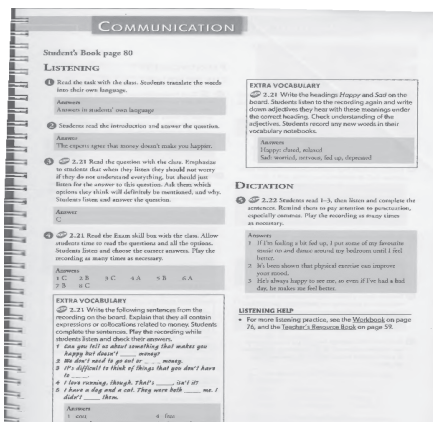 COMMUNICATION
Student's Book page 80
LISTENING
1 Read the task with the class. Students translate the words
into their own language.
Answers
Answers in students' own language
2 Students read the introduction and answer the question.
Answer
The experts agree that money doesn't make you happier.
3 2.21 Read the question with the class. Emphasise
to students that when they listen they should not worry
if they do not understand everything, but should just
listen for the answer to this question. Ask them which
options they think will definitely be mentioned, and why.
Students listen and answer the question.
Answer
C
4 2.21 Read the Exam skill box with the class. Allow
students time to read the questions and all the options.
Students listen and choose the correct answers. Play the
recording as many times as necessary.
Answers
1 C 2 B 3 C 4 A 5 B 6 A
7 B 8 C
EXTRA VOCABULARY
2.21 Write the following sentences from the
recording on the board. Explain that they all contain
expressions or collocations related to money. Students
complete the sentences. Play the recording while
students listen and check their answers.
1 Can you tell us about something that makes you
happy but doesn't ____ money?
2 We don't need to go out or ____ money.
3 It's difficult to think of things that you don't have
to ____.
4 I love running, though. That's ____, isn't it?
5 I have a dog and a cat. They were both ____ me. I
didn't ____ them.
Answers
1 cost 4 free
EXTRA VOCABULARY
2.21 Write the headings Happy and Sad on the
board. Students listen to the recording again and write
down adjectives they hear with these meanings under
the correct heading. Check understanding of the
adjectives. Students record any new words in their
vocabulary notebooks.
Answers
Happy: cheerful, relaxed
Sad: worried, nervous, fed up, depressed
DICTATION
5 2.22 Students read 1–3, then listen and complete the
sentences. Remind them to pay attention to punctuation,
especially commas. Play the recording as many times
as necessary.
Answers
1 If I'm feeling a bit fed up, I put some of my favourite
music on and dance around my bedroom until I feel
better.
2 It's been shown that physical exercise can improve
your mood.
3 He's always happy to see me, so even if I've had a bad
day, he makes me feel better.
LISTENING HELP
• For more listening practice, see the Workbook on page
76, and the Teacher's Resource Book on page 59.